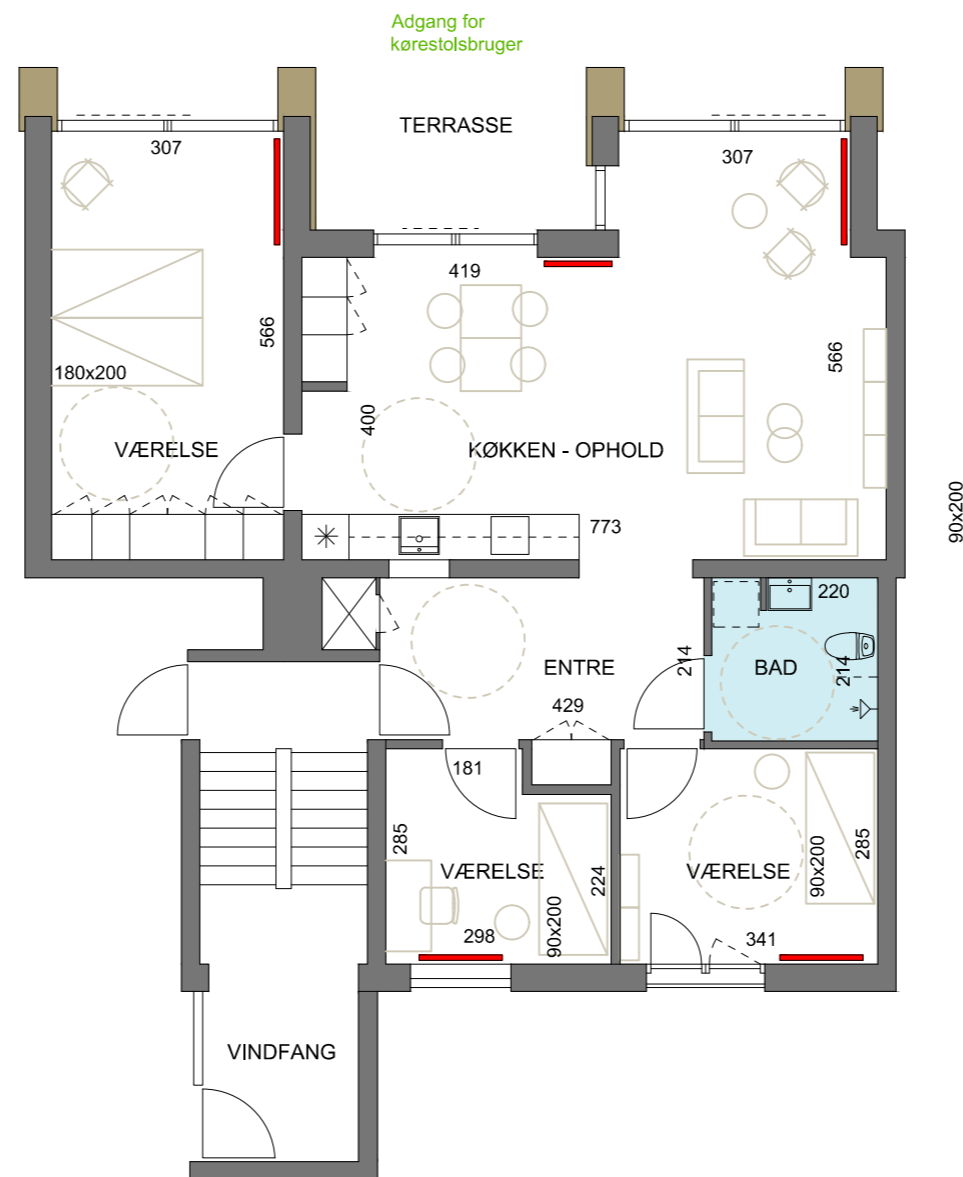 Adgang for
kørestolsbruger
TERRASSE
307
307
419
566
566
180x200
400
VÆRELSE
KØKKEN - OPHOLD
773
90x200
220
214
BAD
214
ENTRE
429
181
285
VÆRELSE
224
90x200
298
VÆRELSE
90x200
285
341
VINDFANG